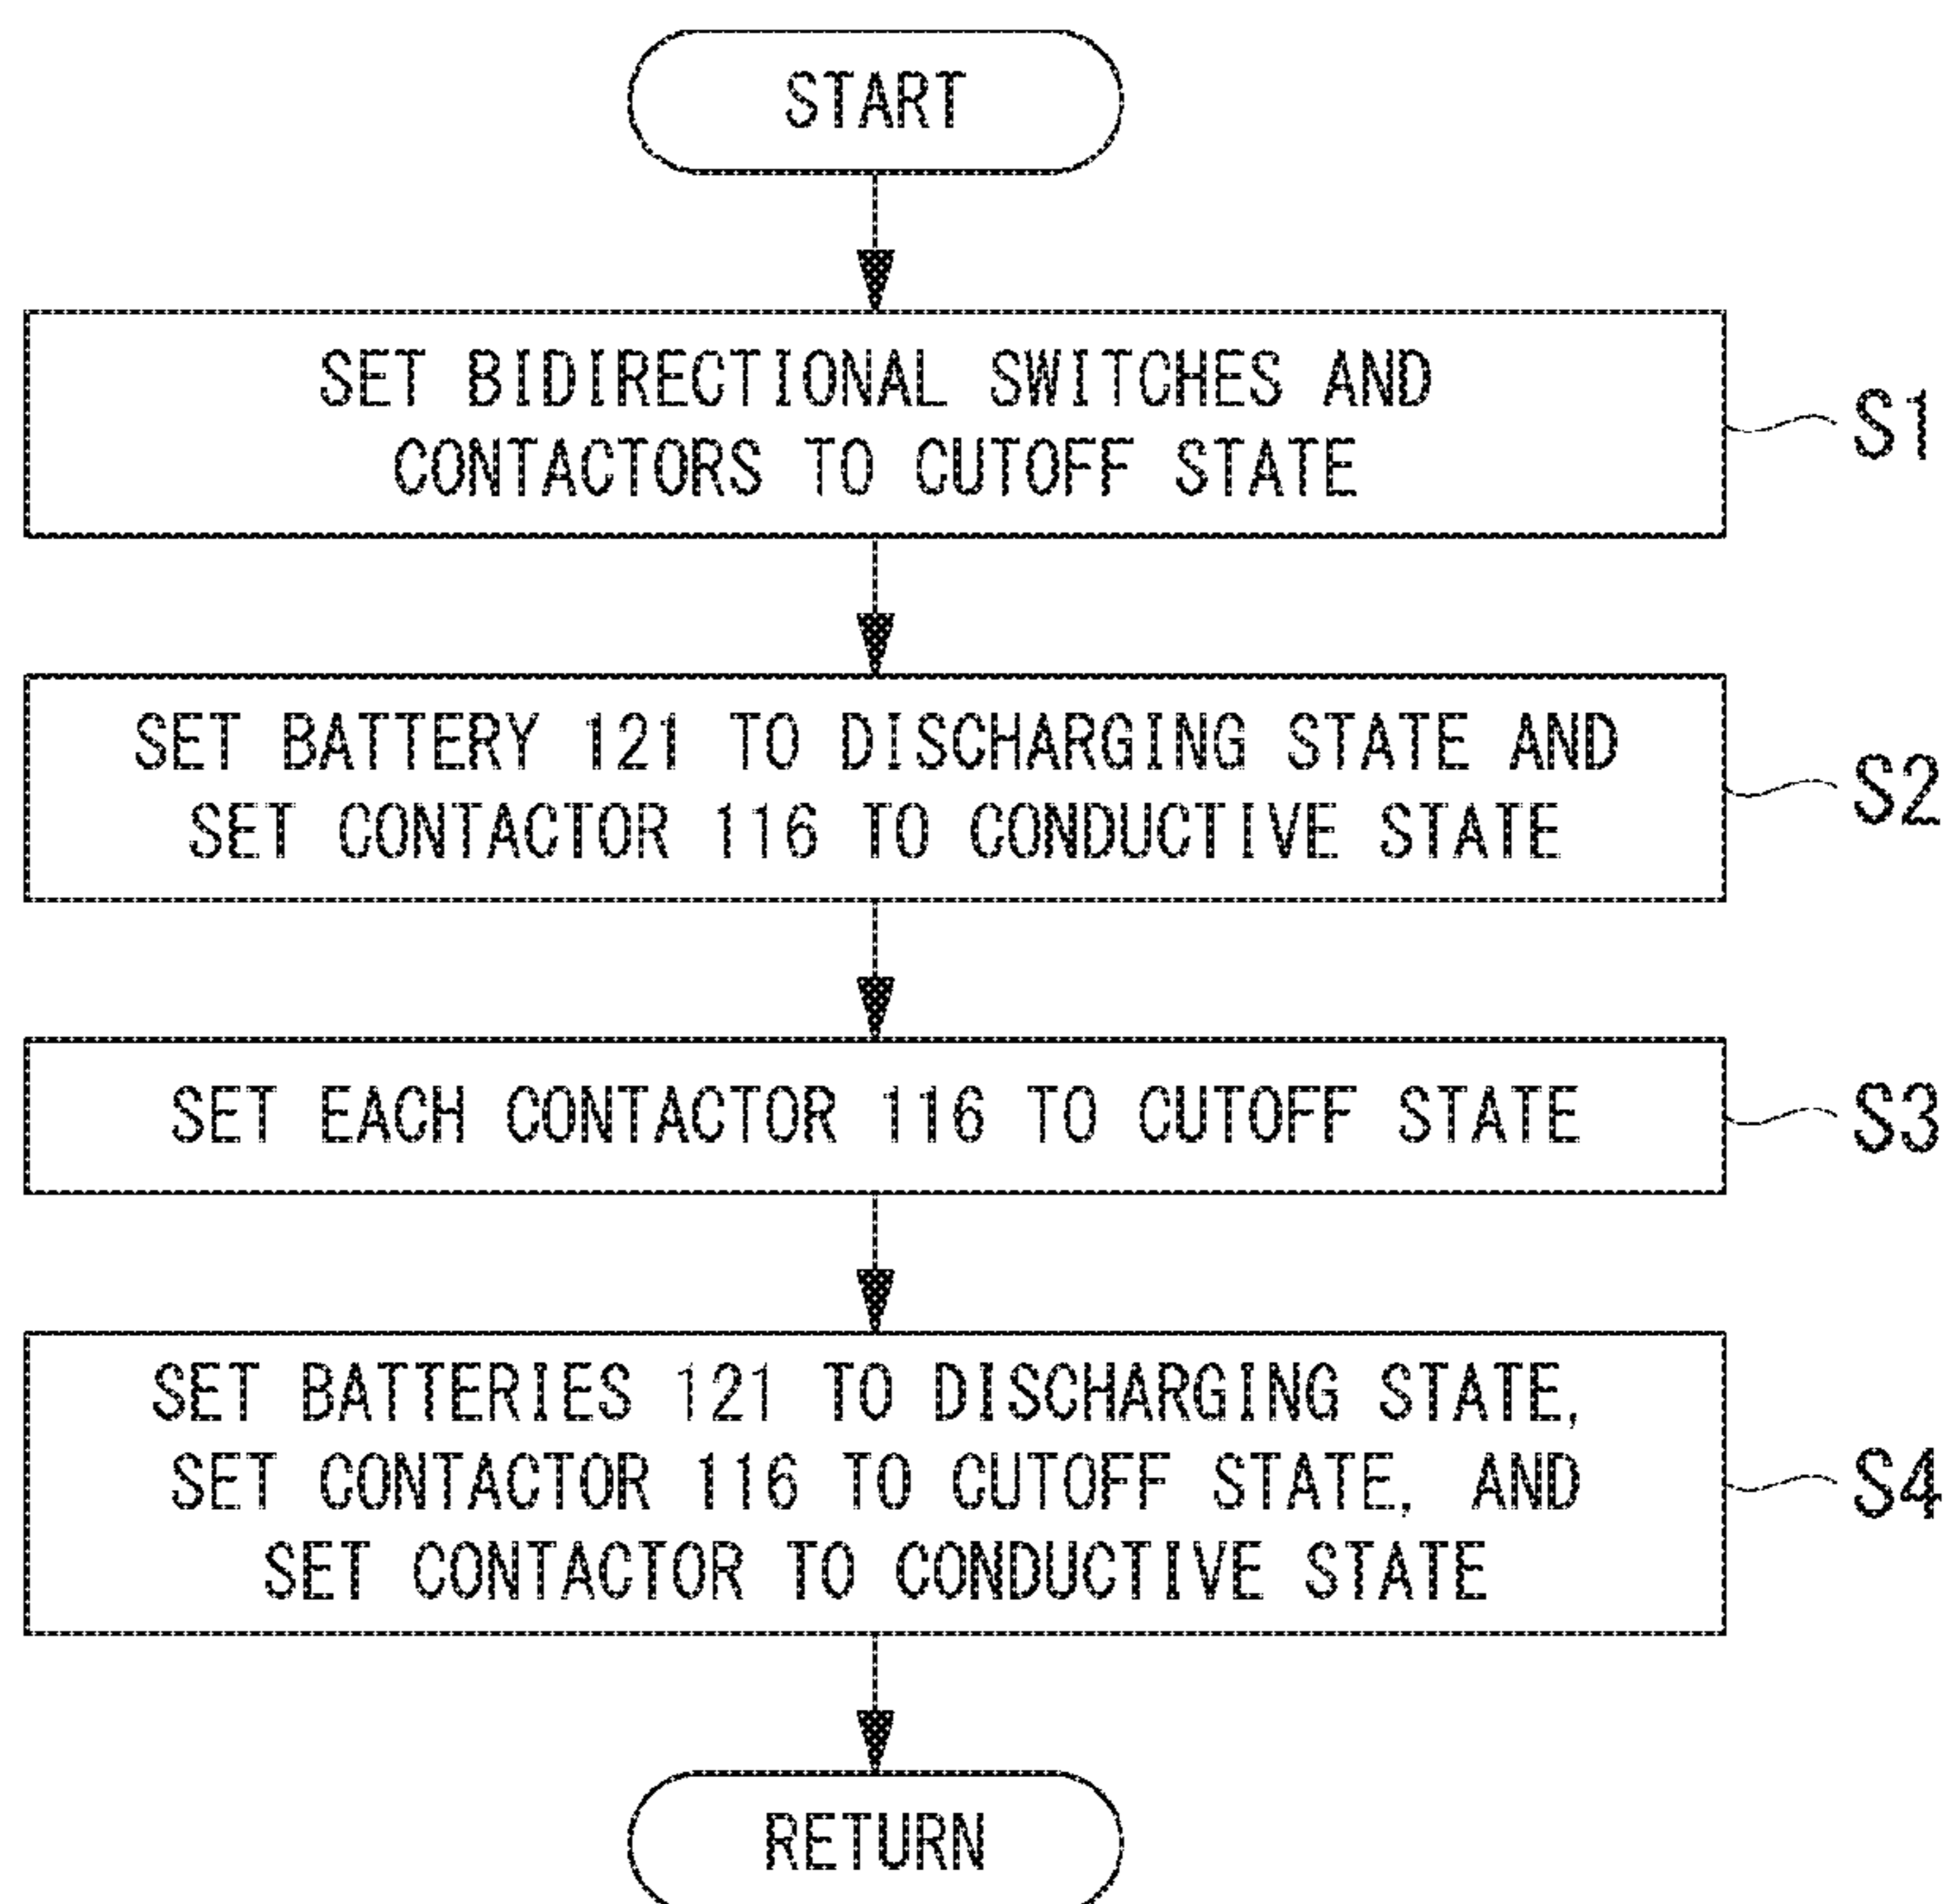 START
SET BIDIRECTIONAL SWITCHES AND
CONTACTORS TO CUTOFF STATE
S1
SET BATTERY 121 TO DISCHARGING STATE AND
SET CONTACTOR 116 TO CONDUCTIVE STATE
S2
SET EACH CONTACTOR 116 TO CUTOFF STATE
S3
SET BATTERIES 121 TO DISCHARGING STATE,
SET CONTACTOR 116 TO CUTOFF STATE, AND
SET CONTACTOR TO CONDUCTIVE STATE
S4
RETURN